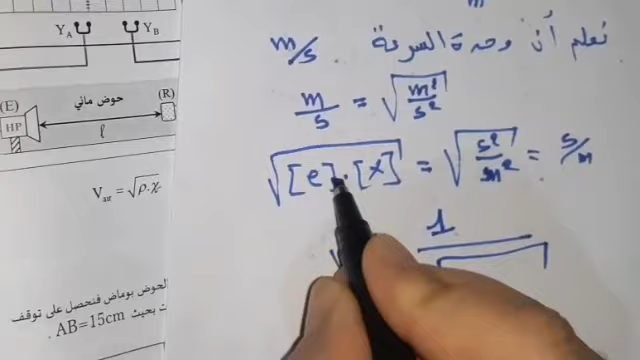 Y_A Y_B
(E) حوض مائي (R)
HP
ℓ
V_air = √ρ.χ
الحوض بوماض فنحصل على توقف
بحيث AB=15cm .
m
نعلم أن وحدة السرعة m/s
m/s = √m²/s²
√[e].[x] = √s²/m² = s/m
1